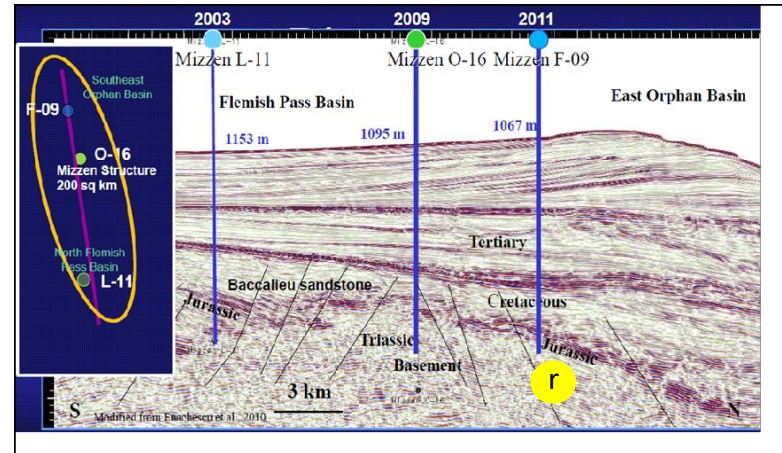 2003 2009 2011
Mizzen L-11 Mizzen O-16 Mizzen F-09
Southeast
Orphan Basin
F-09
O-16
Mizzen Structure
200 sq km
North Flemish
Pass Basin
L-11
Flemish Pass Basin East Orphan Basin
1153 m 1095 m 1067 m
Tertiary
Baccalieu sandstone
Cretaceous
Jurassic
Triassic
Jurassic
Basement
r
3 km
S N
Modified from Enachescu et al., 2010